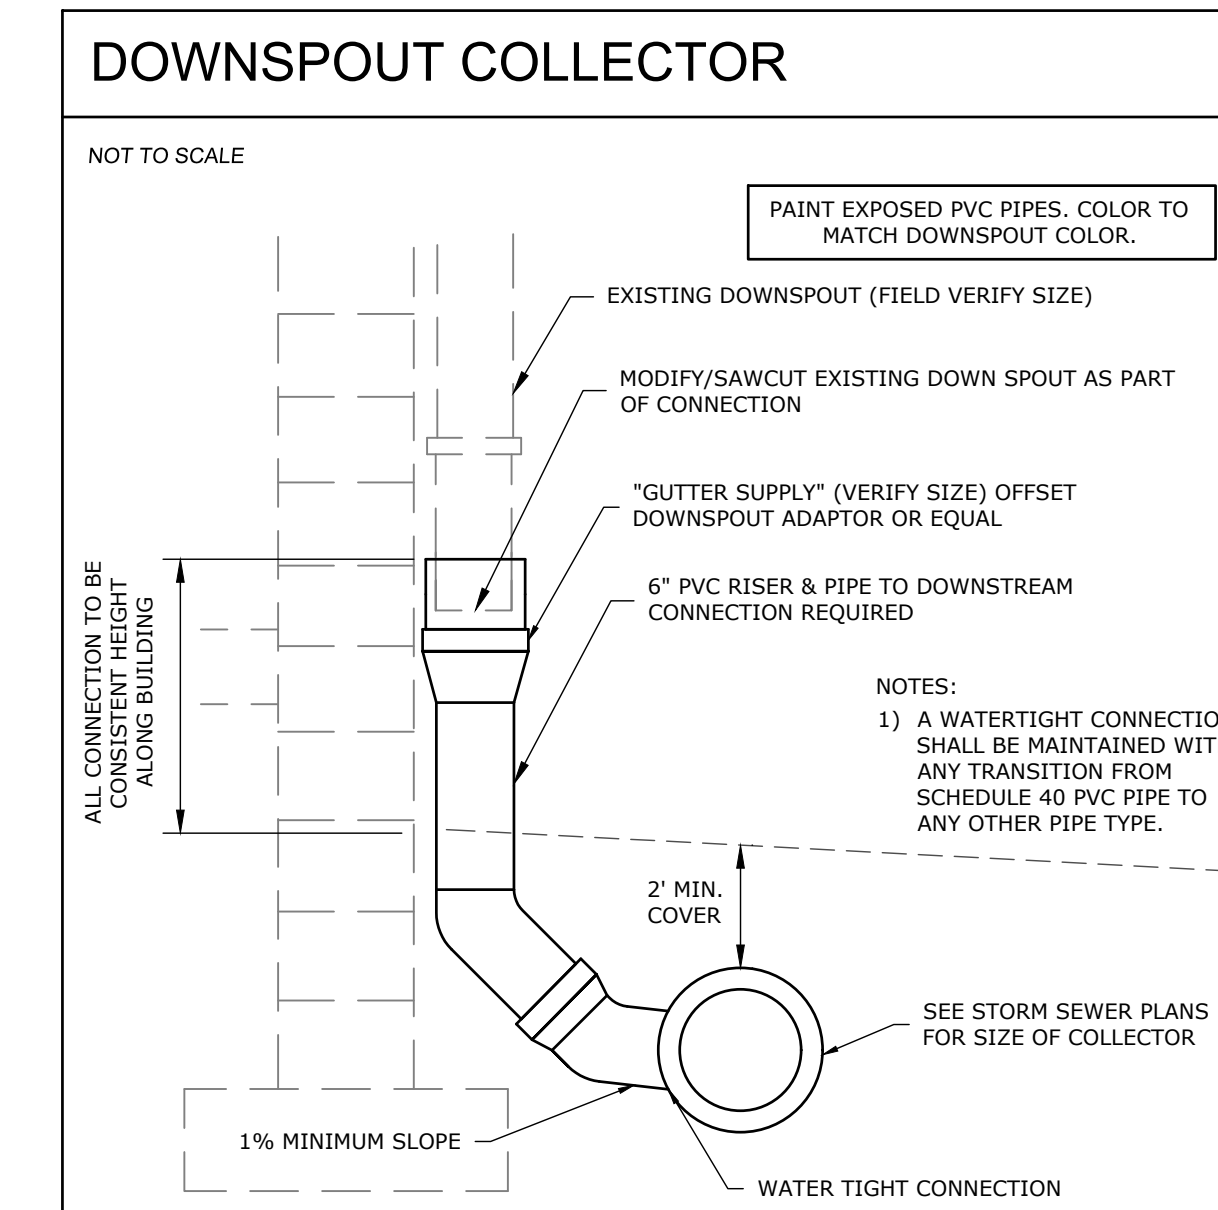 DOWNSPOUT COLLECTOR
NOT TO SCALE
PAINT EXPOSED PVC PIPES. COLOR TO
MATCH DOWNSPOUT COLOR.
EXISTING DOWNSPOUT (FIELD VERIFY SIZE)
MODIFY/SAWCUT EXISTING DOWN SPOUT AS PART
OF CONNECTION
"GUTTER SUPPLY" (VERIFY SIZE) OFFSET
DOWNSPOUT ADAPTOR OR EQUAL
6" PVC RISER & PIPE TO DOWNSTREAM
CONNECTION REQUIRED
ALL CONNECTION TO BE
CONSISTENT HEIGHT
ALONG BUILDING
NOTES:
1) A WATERTIGHT CONNECTIO
SHALL BE MAINTAINED WIT
ANY TRANSITION FROM
SCHEDULE 40 PVC PIPE TO
ANY OTHER PIPE TYPE.
2' MIN.
COVER
SEE STORM SEWER PLANS
FOR SIZE OF COLLECTOR
1% MINIMUM SLOPE
WATER TIGHT CONNECTION